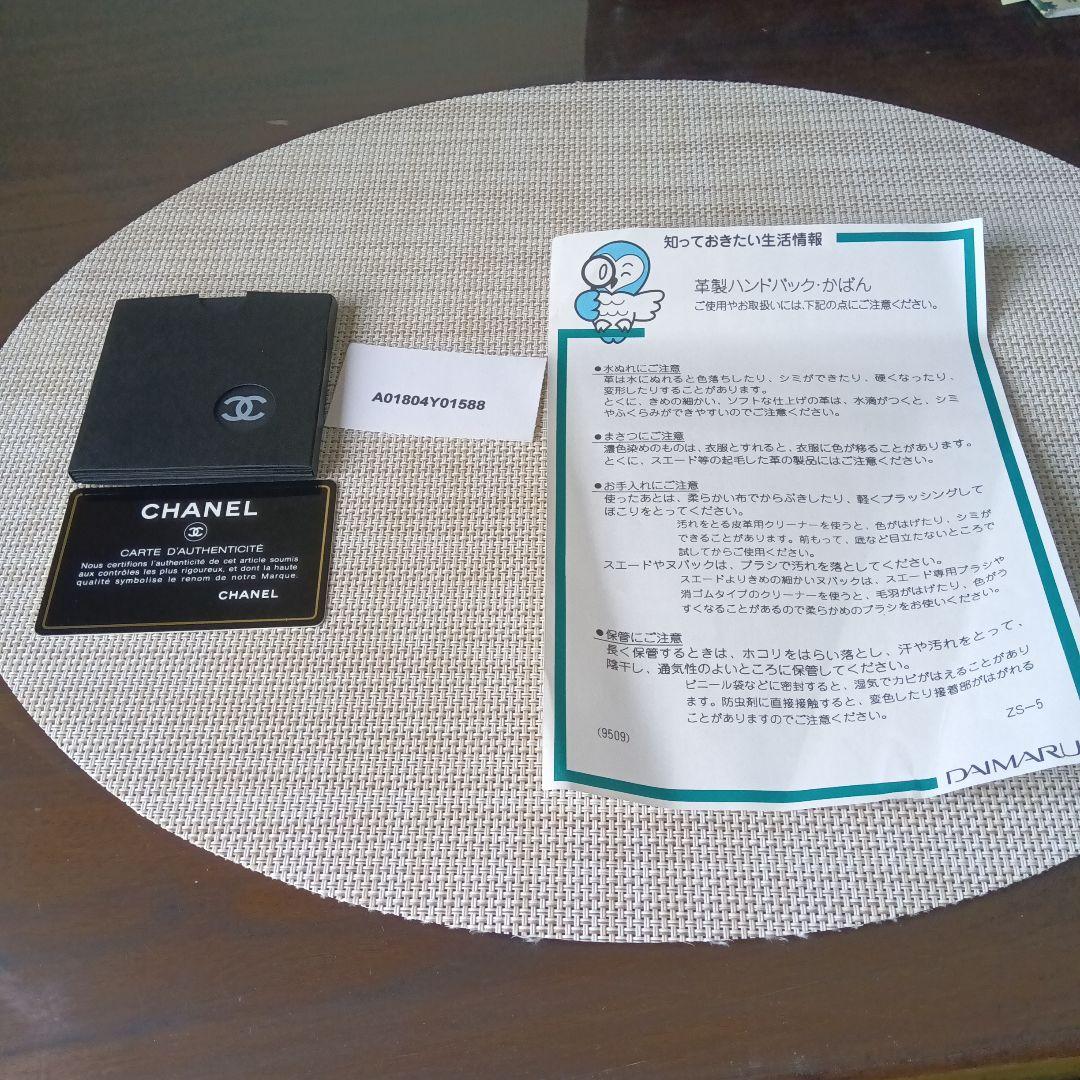 CHANEL
CARTE D'AUTHENTICITÉ
Nous certifions l'authenticité de cet article soumis
aux contrôles les plus rigoureux, et dont la haute
qualité symbolise le renom de notre Marque.
CHANEL
A01804Y01588
知っておきたい生活情報
革製ハンドバック・かばん
ご使用やお取扱いには、下記の点にご注意ください。
●水ぬれにご注意
革は水にぬれると色落ちしたり、シミができたり、硬くなったり、
変形したりすることがあります。
とくに、きめの細かい、ソフトな仕上げの革は、水滴がつくと、シミ
やふくらみができやすいのでご注意ください。
●まさつにご注意
濃色染めのものは、衣服とすれると、衣服に色が移ることがあります。
とくに、スエード等の起毛した革の製品にはご注意ください。
●お手入れにご注意
使ったあとは、柔らかい布でからぶきしたり、軽くブラッシングして
ほこりをとってください。
汚れをとる皮革用クリーナーを使うと、色がはげたり、シミが
できることがあります。前もって、底など目立たないところで
試してからご使用ください。
スエードやヌバックは、ブラシで汚れを落としてください。
スエードよりきめの細かいヌバックは、スエード専用ブラシや
消ゴムタイプのクリーナーを使うと、毛羽がはげたり、色がう
すくなることがあるので柔らかめのブラシをお使いください。
●保管にご注意
長く保管するときは、ホコリをはらい落とし、汗や汚れをとって、
陰干し、通気性のよいところに保管してください。
ビニール袋などに密封すると、湿気でカビがはえることがあり
ます。防虫剤に直接接触すると、変色したり接着部がはがれる
ことがありますのでご注意ください。
(9509)
ZS-5
DAIMARU